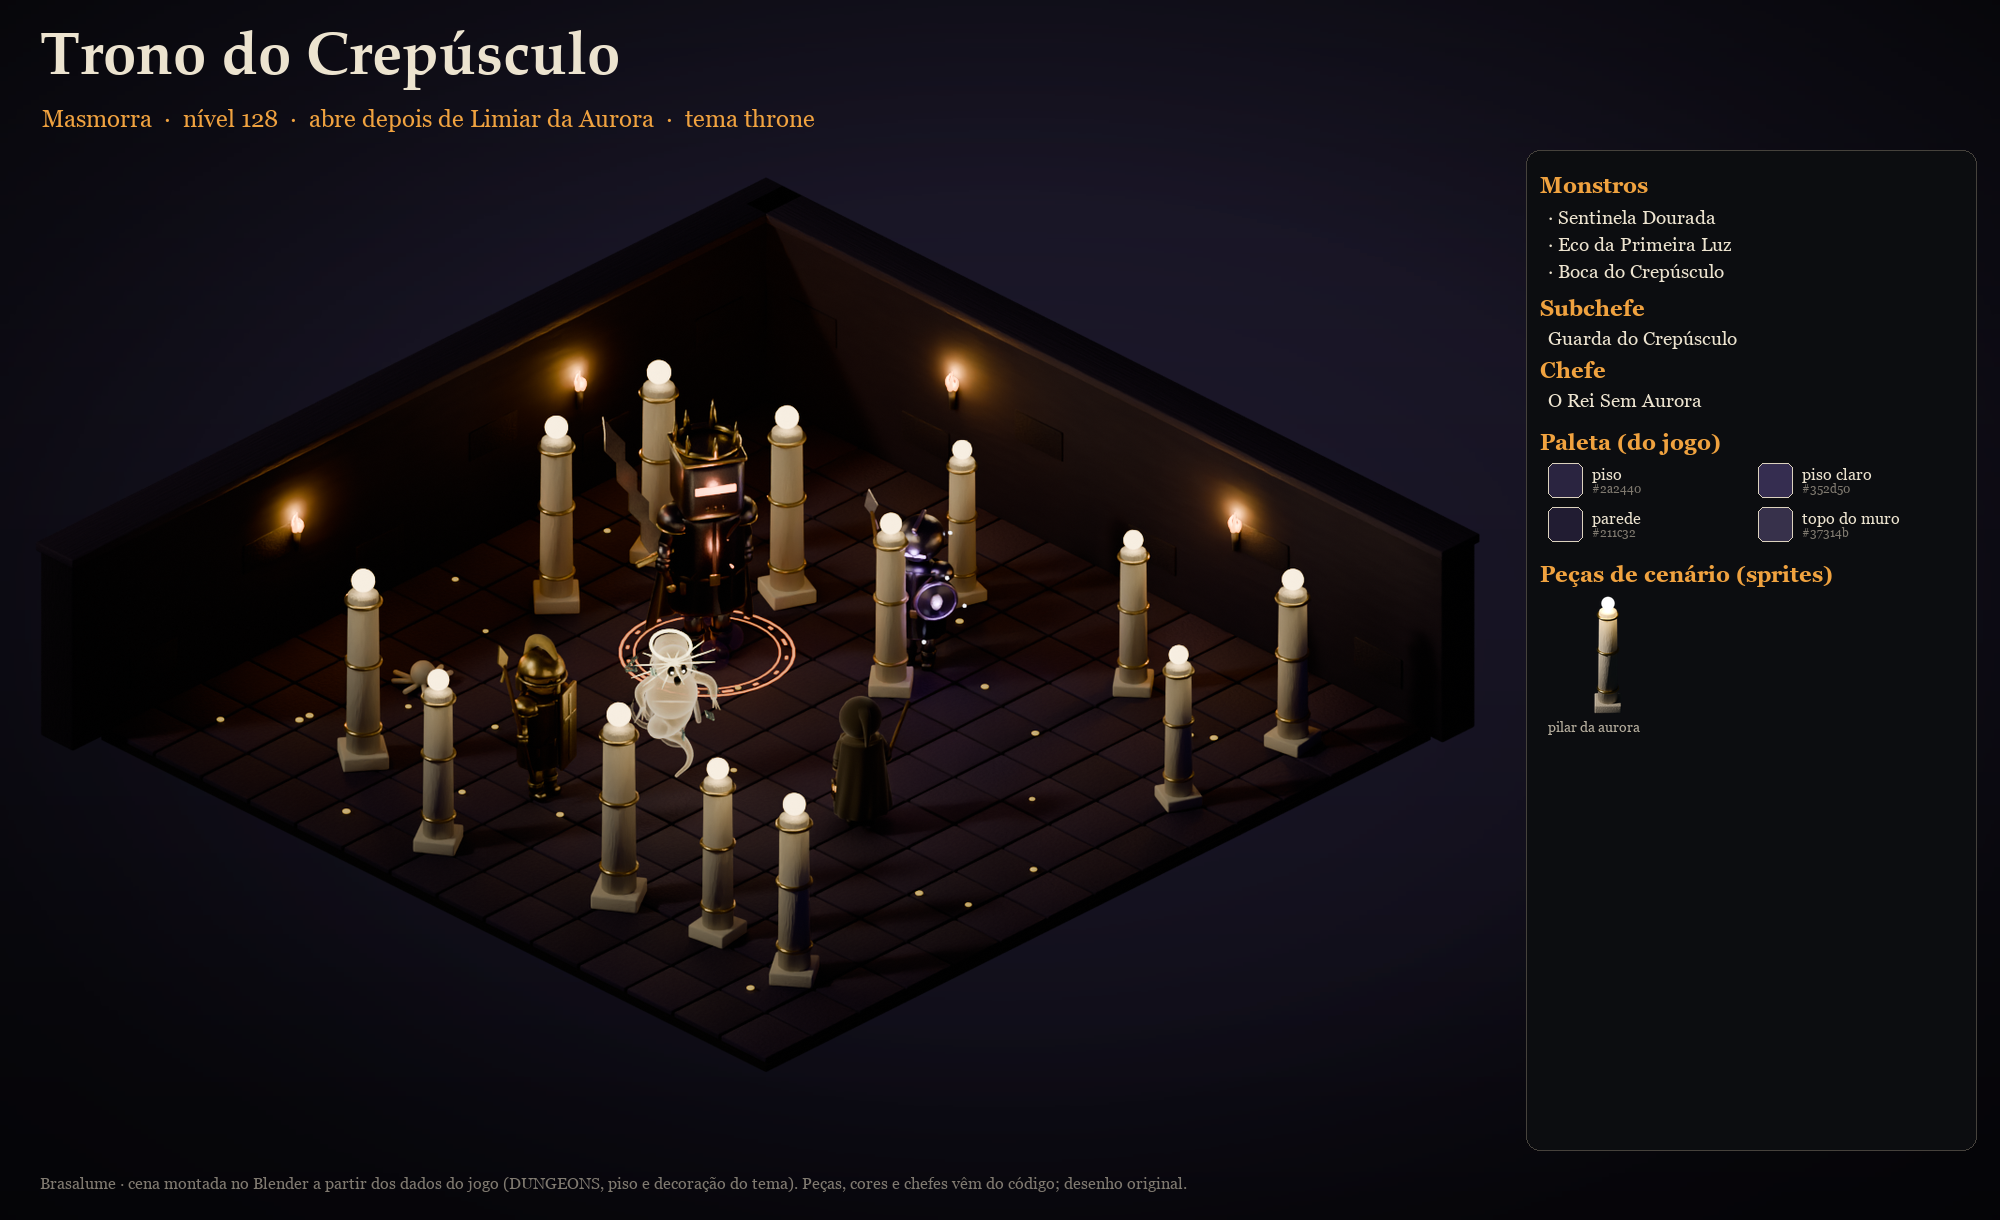 Trono do Crepúsculo
Masmorra · nível 128 · abre depois de Limiar da Aurora · tema throne
Monstros
· Sentinela Dourada
· Eco da Primeira Luz
· Boca do Crepúsculo
Subchefe
Guarda do Crepúsculo
Chefe
O Rei Sem Aurora
Paleta (do jogo)
piso
#2a2440
piso claro
#352d50
parede
#211c32
topo do muro
#37314b
Peças de cenário (sprites)
pilar da aurora
Brasalume · cena montada no Blender a partir dos dados do jogo (DUNGEONS, piso e decoração do tema). Peças, cores e chefes vêm do código; desenho original.